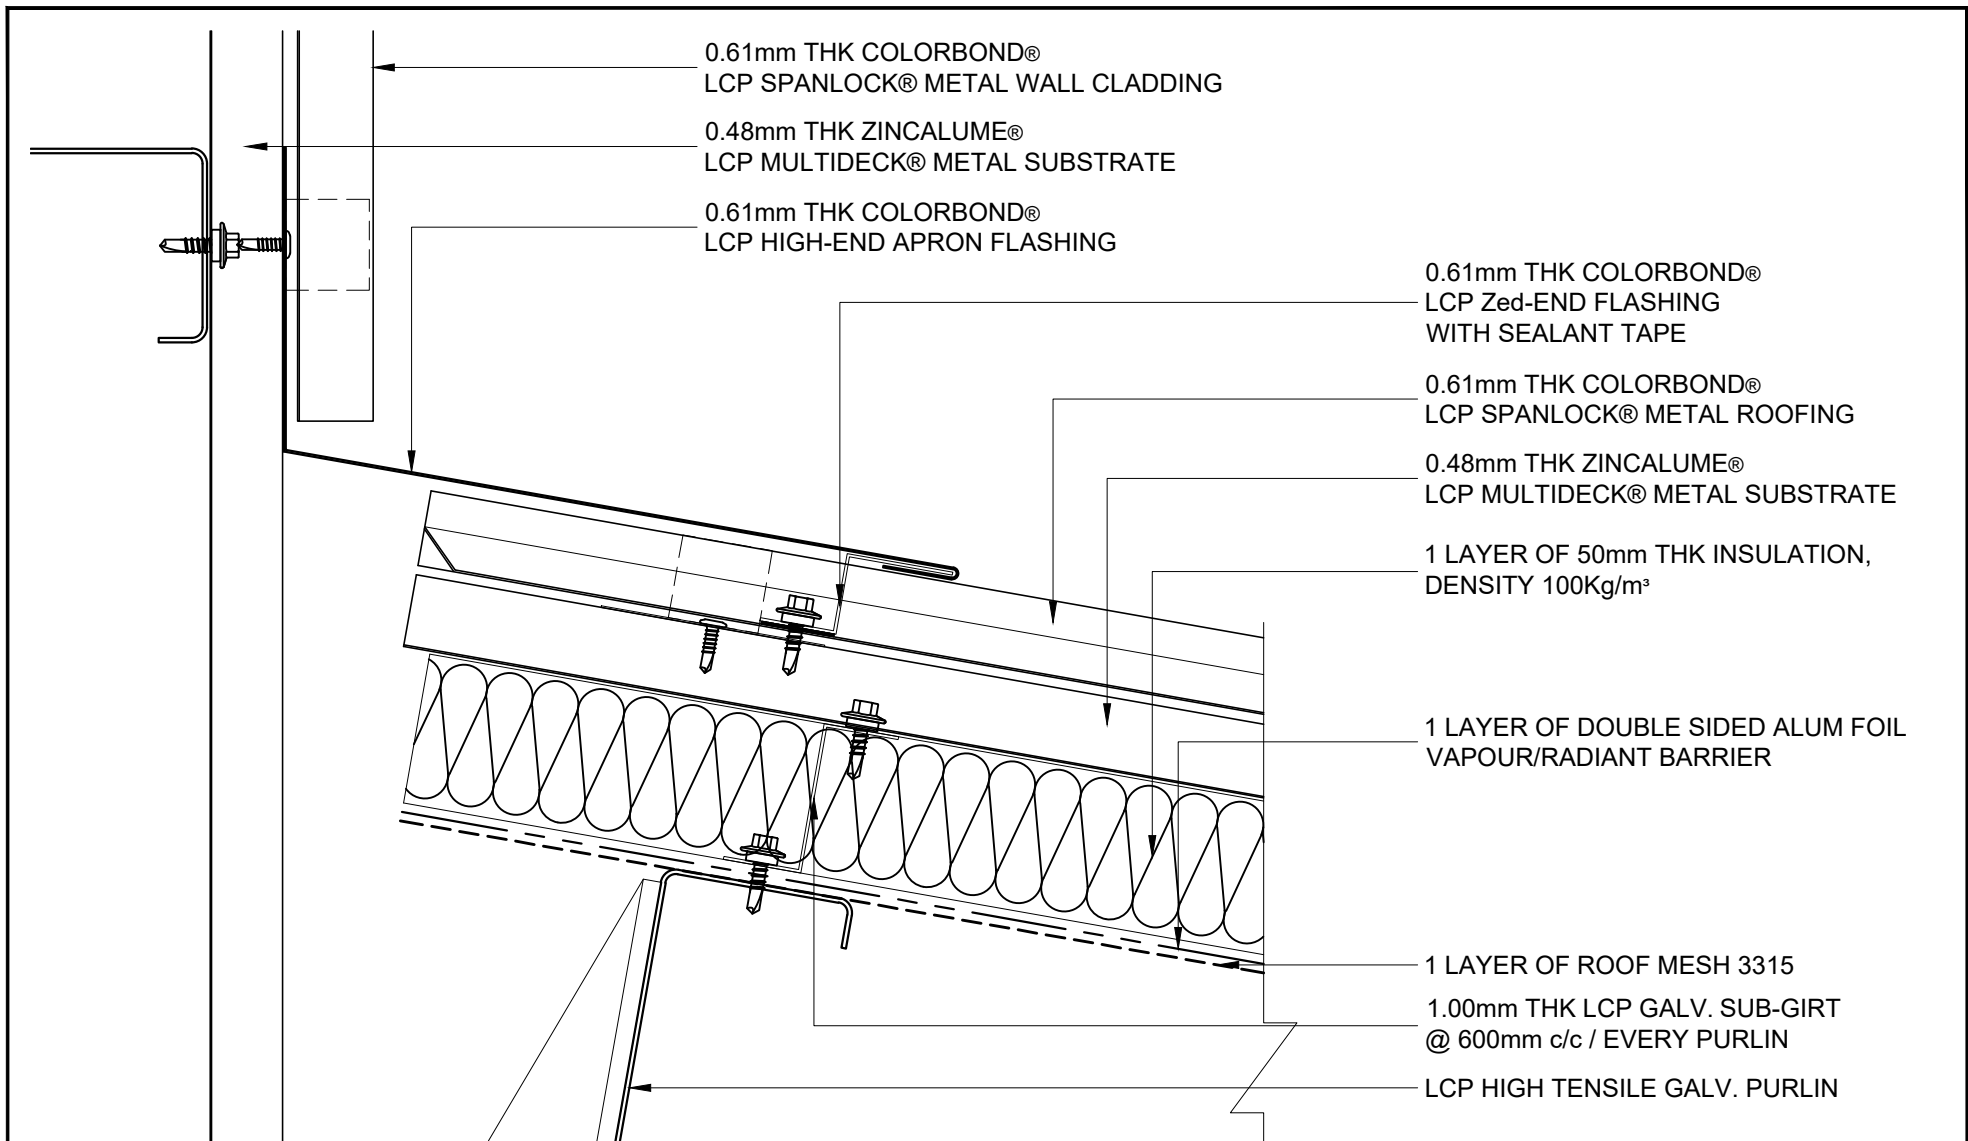 0.61mm THK COLORBOND®
LCP SPANLOCK® METAL WALL CLADDING
0.48mm THK ZINCALUME®
LCP MULTIDECK® METAL SUBSTRATE
0.61mm THK COLORBOND®
LCP HIGH-END APRON FLASHING
0.61mm THK COLORBOND®
LCP Zed-END FLASHING
WITH SEALANT TAPE
0.61mm THK COLORBOND®
LCP SPANLOCK® METAL ROOFING
0.48mm THK ZINCALUME®
LCP MULTIDECK® METAL SUBSTRATE
1 LAYER OF 50mm THK INSULATION,
DENSITY 100Kg/m³
1 LAYER OF DOUBLE SIDED ALUM FOIL
VAPOUR/RADIANT BARRIER
1 LAYER OF ROOF MESH 3315
1.00mm THK LCP GALV. SUB-GIRT
@ 600mm c/c / EVERY PURLIN
LCP HIGH TENSILE GALV. PURLIN